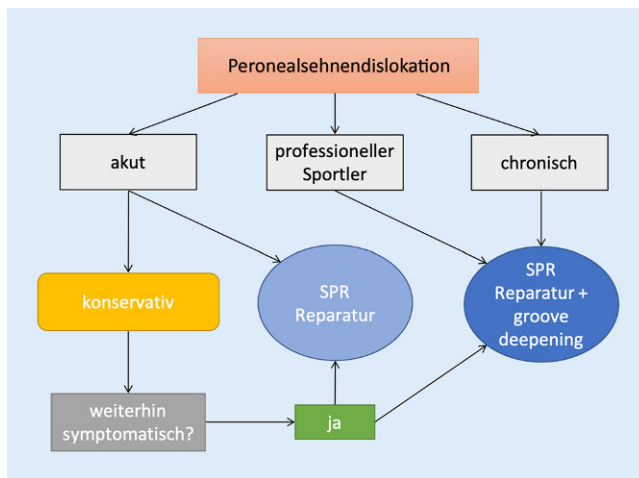 Peronealsehnendislokation
akut
professioneller
Sportler
chronisch
konservativ
SPR
Reparatur
SPR
Reparatur +
groove
deepening
weiterhin
symptomatisch?
ja